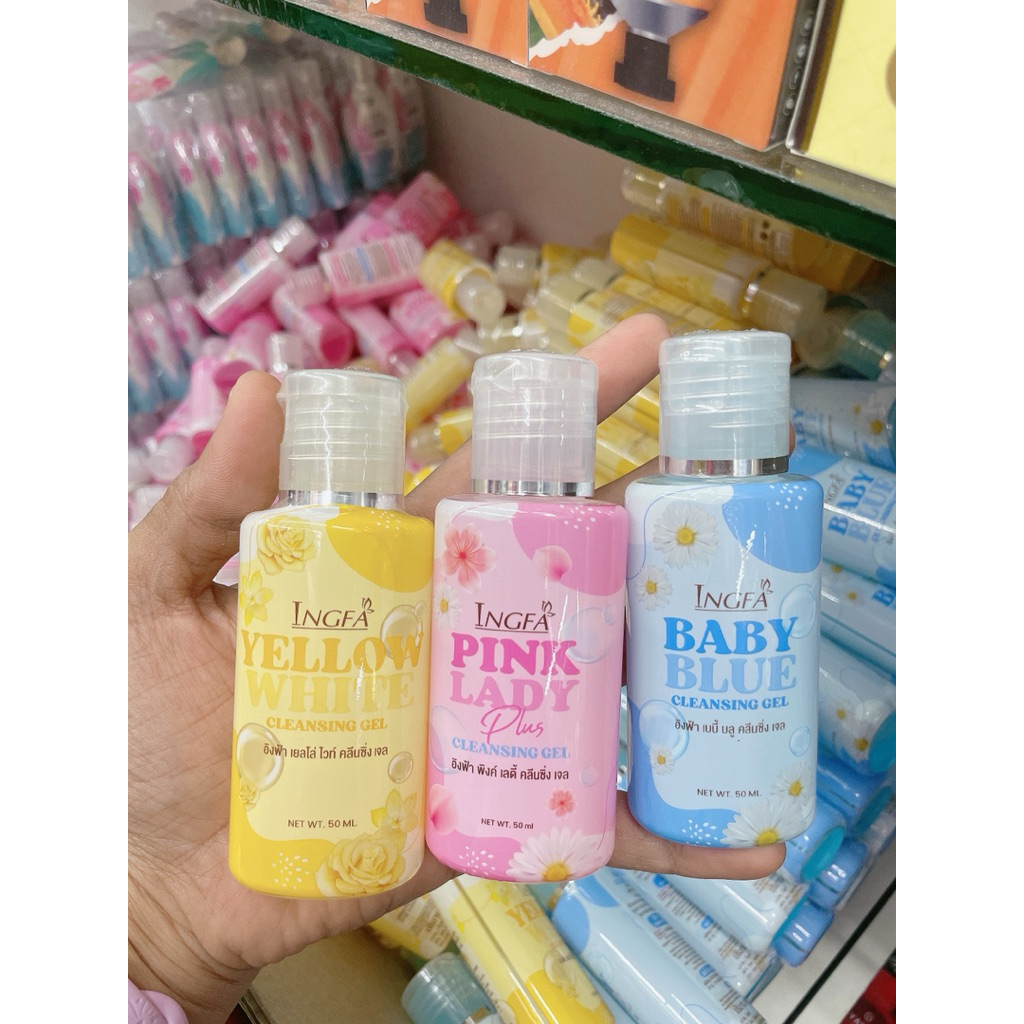 INGFA
YELLOW
WHITE
CLEANSING GEL
อิงฟ้า เยลโล่ ไวท์ คลีนซิ่ง เจล
NET WT. 50 ML.
INGFA
PINK
LADY
Plus
CLEANSING GEL
อิงฟ้า พิงค์ เลดี้ คลีนซิ่ง เจล
NET WT. 50 ml
INGFA
BABY
BLUE
CLEANSING GEL
อิงฟ้า เบบี้ บลู คลีนซิ่ง เจล
NET WT. 50 ML.
BABY
INGFA
BABY
BLUE